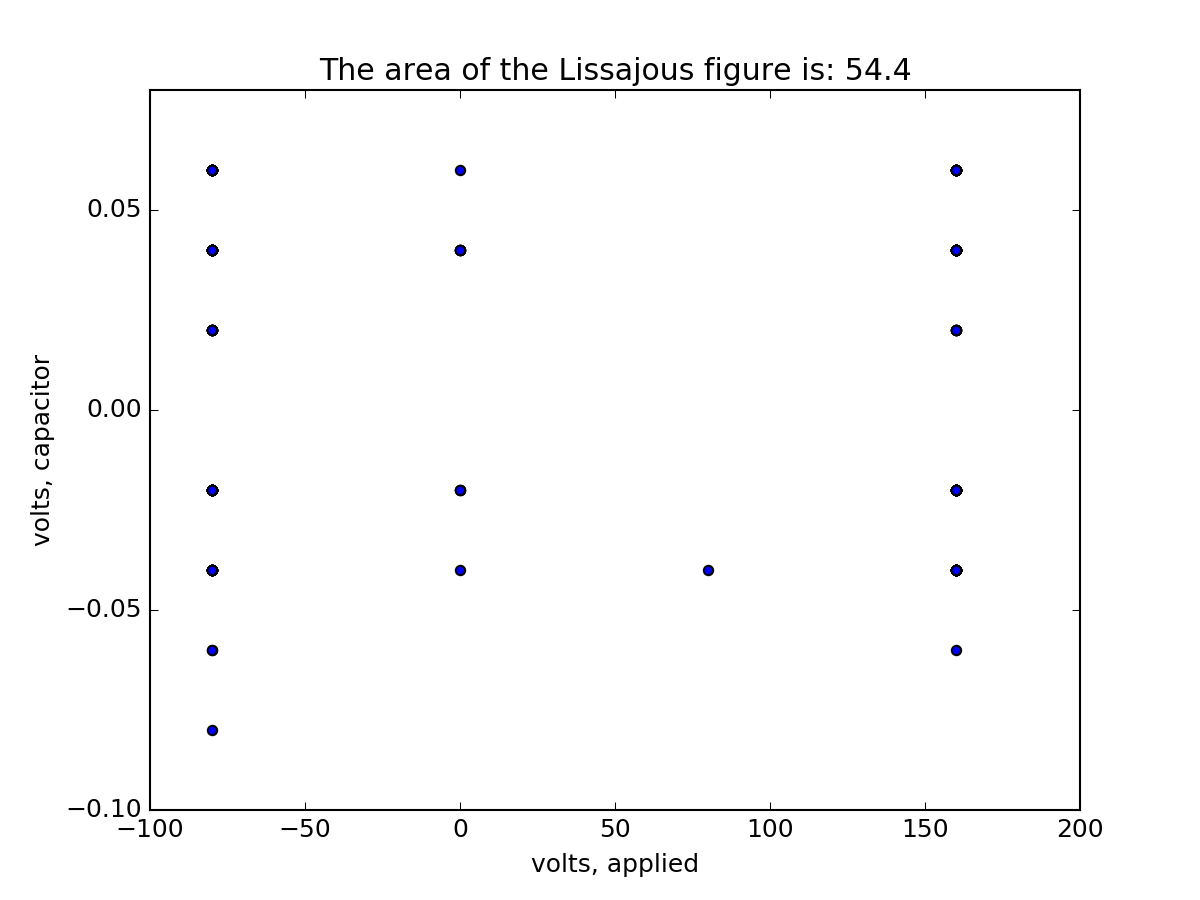 The area of the Lissajous figure is: 54.4
0.05
0.00
−0.05
−0.10
volts, capacitor
−100 −50 0 50 100 150 200
volts, applied